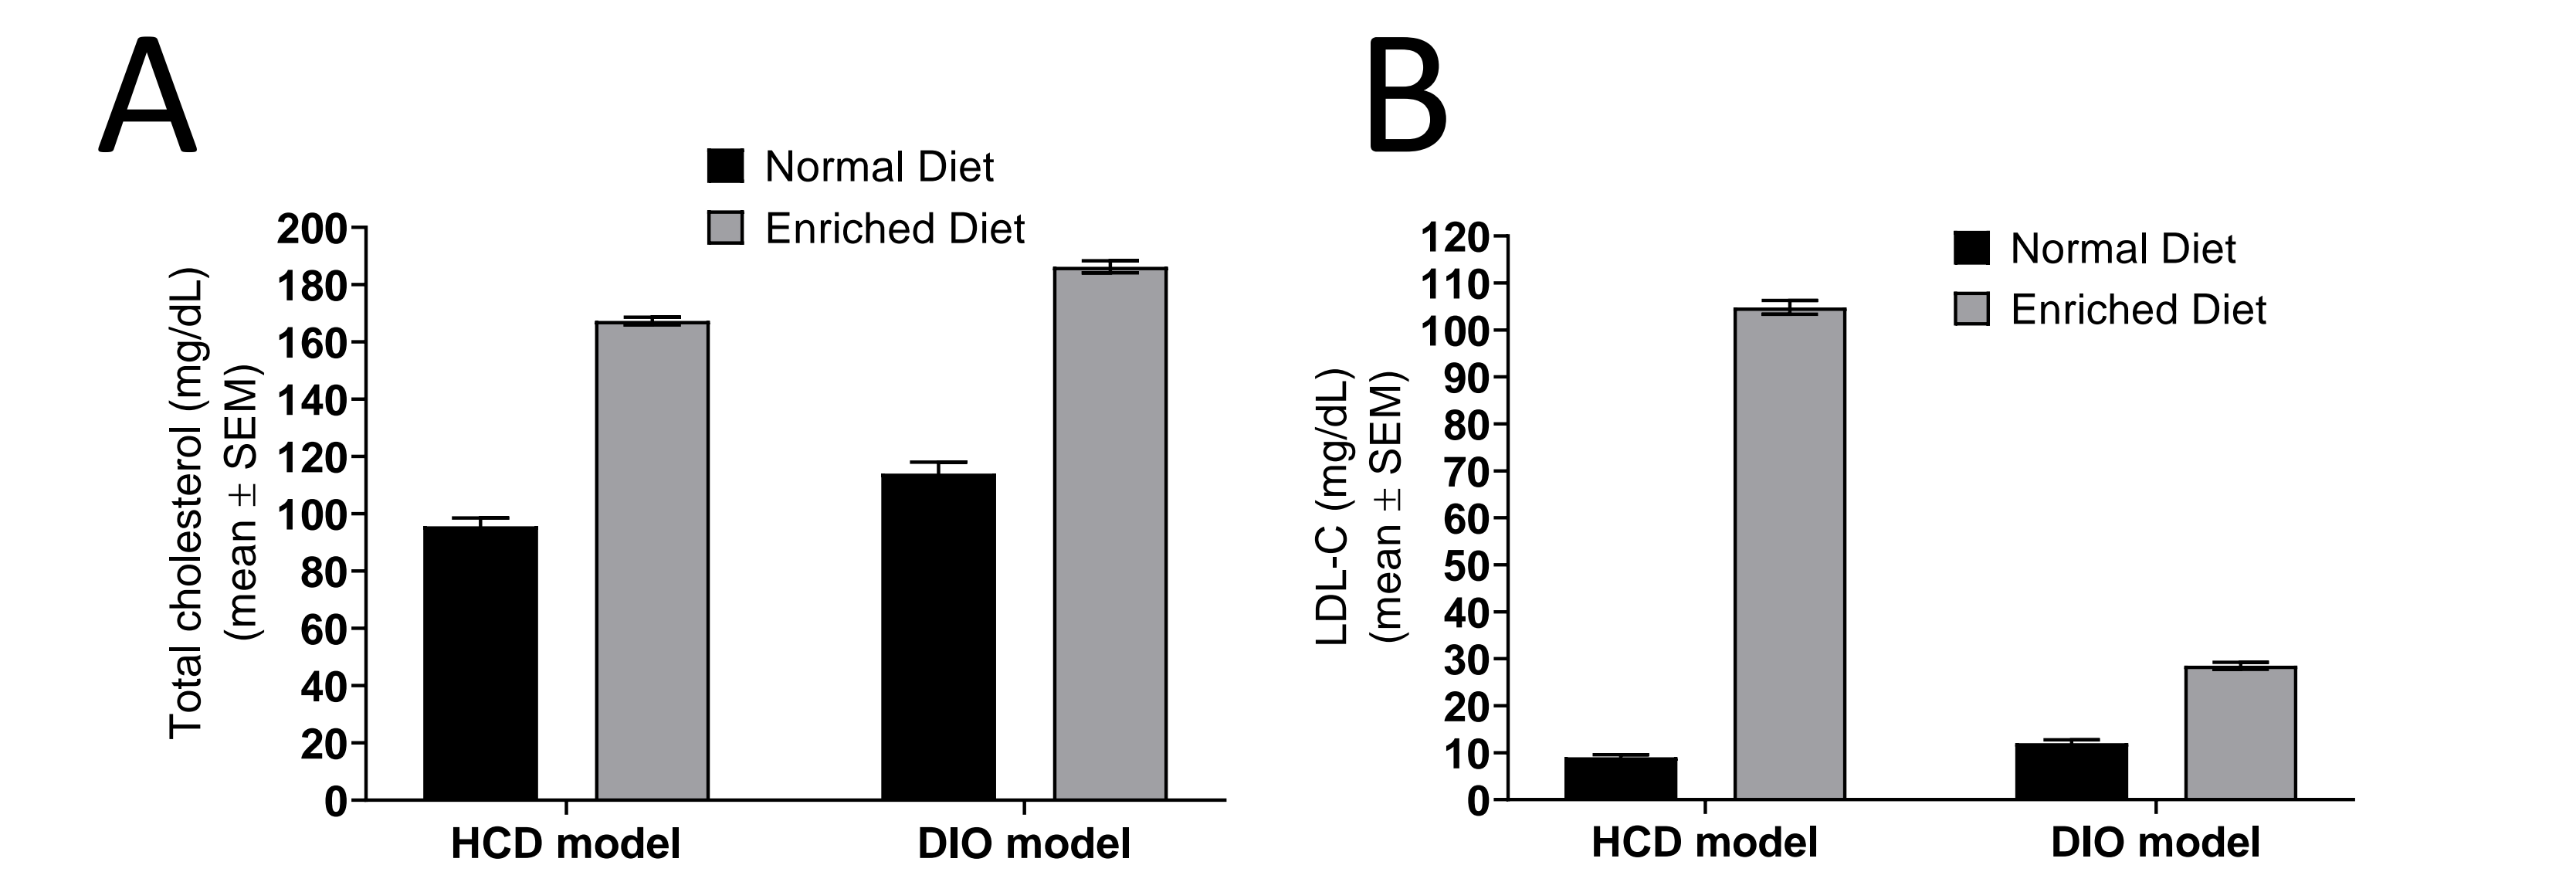 A
Normal Diet
Enriched Diet
Total cholesterol (mg/dL)
(mean ± SEM)
200
180
160
140
120
100
80
60
40
20
0
HCD model
DIO model
B
Normal Diet
Enriched Diet
LDL-C (mg/dL)
(mean ± SEM)
120
110
100
90
80
70
60
50
40
30
20
10
0
HCD model
DIO model